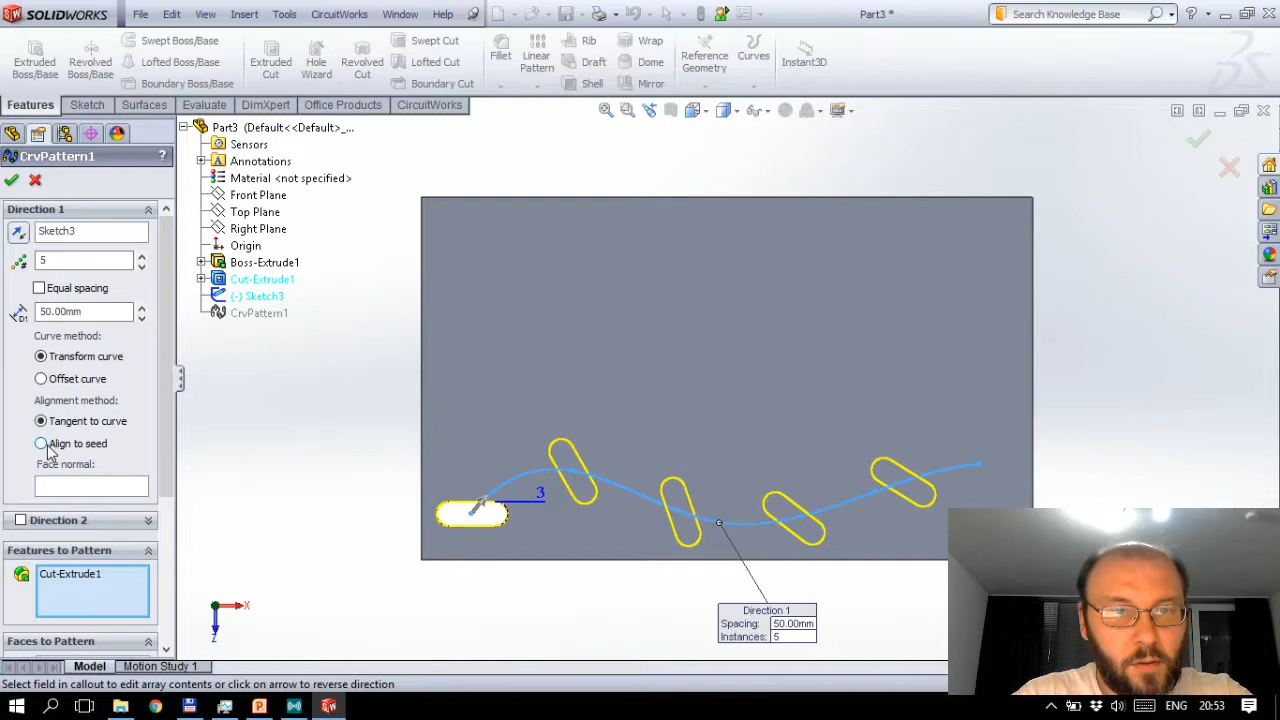 SOLIDWORKS File Edit View Insert Tools CircuitWorks Window Help Part3 * Search Knowledge Base
Extruded Boss/Base
Revolved Boss/Base
Swept Boss/Base
Lofted Boss/Base
Boundary Boss/Base
Extruded Cut
Hole Wizard
Revolved Cut
Swept Cut
Lofted Cut
Boundary Cut
Fillet
Linear Pattern
Rib
Draft
Shell
Wrap
Dome
Mirror
Reference Geometry
Curves
Instant3D
Features Sketch Surfaces Evaluate DimXpert Office Products CircuitWorks
CrvPattern1 ?
Direction 1
Sketch3
5
Equal spacing
50.00mm
Curve method:
Transform curve
Offset curve
Alignment method:
Tangent to curve
Align to seed
Face normal:
Direction 2
Features to Pattern
Cut-Extrude1
Faces to Pattern
Part3 (Default<<Default>_...
Sensors
Annotations
Material <not specified>
Front Plane
Top Plane
Right Plane
Origin
Boss-Extrude1
Cut-Extrude1
(-) Sketch3
CrvPattern1
3
Direction 1
Spacing: 50.00mm
Instances: 5
X
Z
Model Motion Study 1
Select field in callout to edit array contents or click on arrow to reverse direction
ENG 20:53